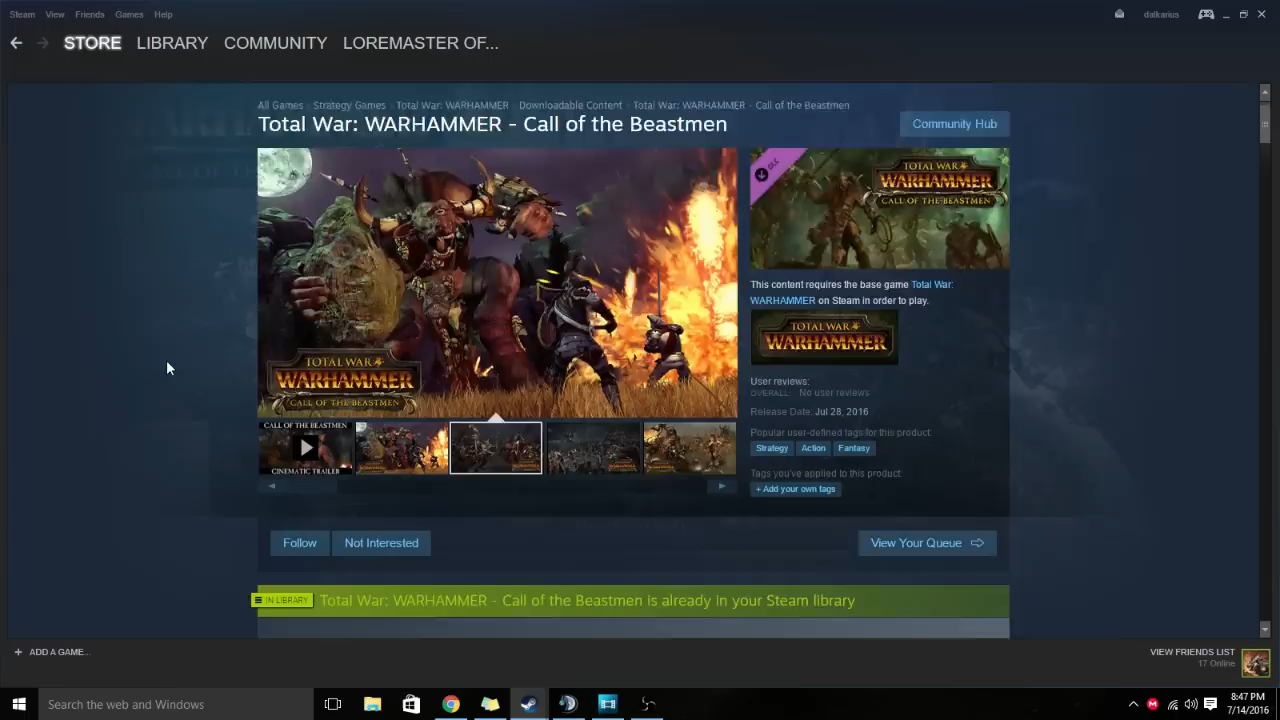 Steam View Friends Games Help
dalkarius
STORE LIBRARY COMMUNITY LOREMASTER OF...
All Games › Strategy Games › Total War: WARHAMMER › Downloadable Content › Total War: WARHAMMER - Call of the Beastmen
Total War: WARHAMMER - Call of the Beastmen
Community Hub
TOTAL WAR
WARHAMMER
CALL OF THE BEASTMEN
DLC
TOTAL WAR
WARHAMMER
CALL OF THE BEASTMEN
This content requires the base game Total War:
WARHAMMER on Steam in order to play.
TOTAL WAR
WARHAMMER
User reviews:
OVERALL: No user reviews
Release Date: Jul 28, 2016
Popular user-defined tags for this product:
Strategy Action Fantasy
Tags you've applied to this product:
+ Add your own tags
CALL OF THE BEASTMEN
CINEMATIC TRAILER
Follow Not Interested View Your Queue
IN LIBRARY Total War: WARHAMMER - Call of the Beastmen is already in your Steam library
+ ADD A GAME...
VIEW FRIENDS LIST
17 Online
Search the web and Windows
8:47 PM
7/14/2016